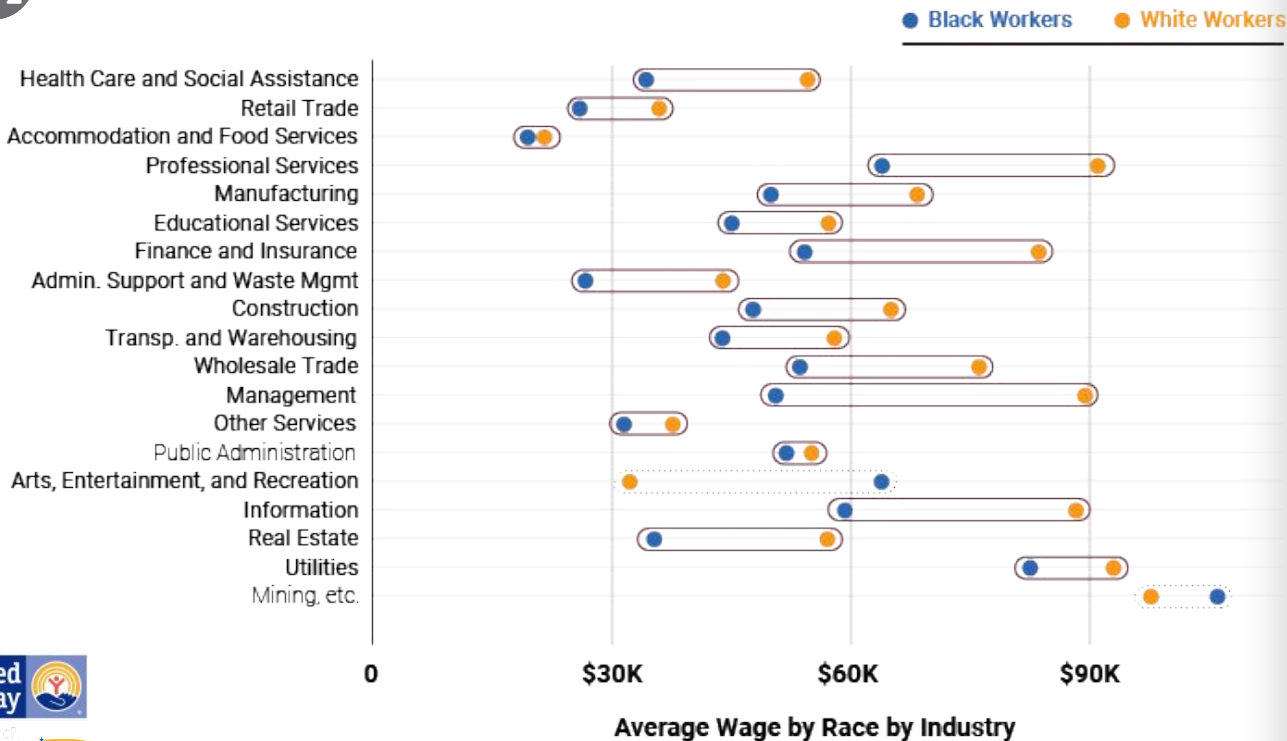 Black Workers
White Workers
Health Care and Social Assistance
Retail Trade
Accommodation and Food Services
Professional Services
Manufacturing
Educational Services
Finance and Insurance
Admin. Support and Waste Mgmt
Construction
Transp. and Warehousing
Wholesale Trade
Management
Other Services
Public Administration
Arts, Entertainment, and Recreation
Information
Real Estate
Utilities
Mining, etc.
0 $30K $60K $90K
ed
ay
Average Wage by Race by Industry